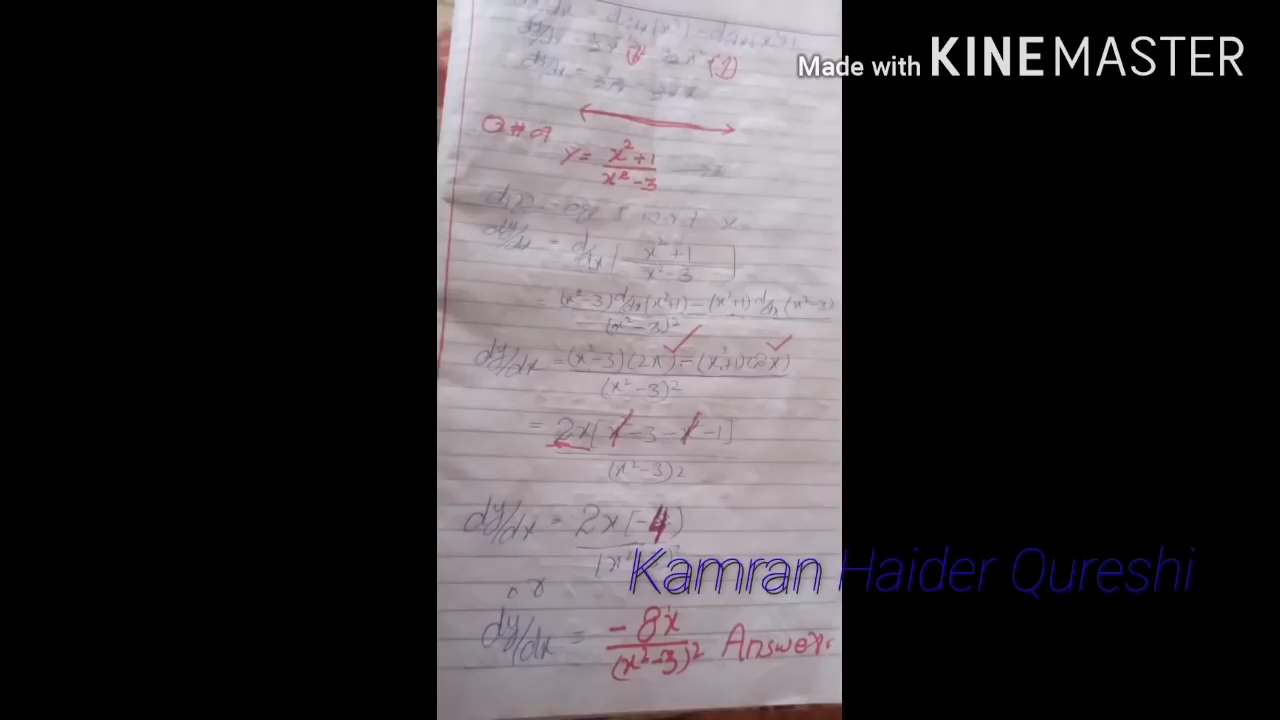 Made with KINEMASTER
Q # 09
y = x²+1 / x²-3
dy/dx = d/dx [ x²+1 / x²-3 ]
= (x²-3) d/dx (x²+1) - (x²+1) d/dx (x²-3) / (x²-3)²
dy/dx = (x²-3)(2x) - (x²+1)(2x) / (x²-3)²
= 2x[x²-3-x²-1] / (x²-3)²
dy/dx = 2x(-4)
Kamran Haider Qureshi
or
dy/dx = -8x / (x²-3)² Answer.